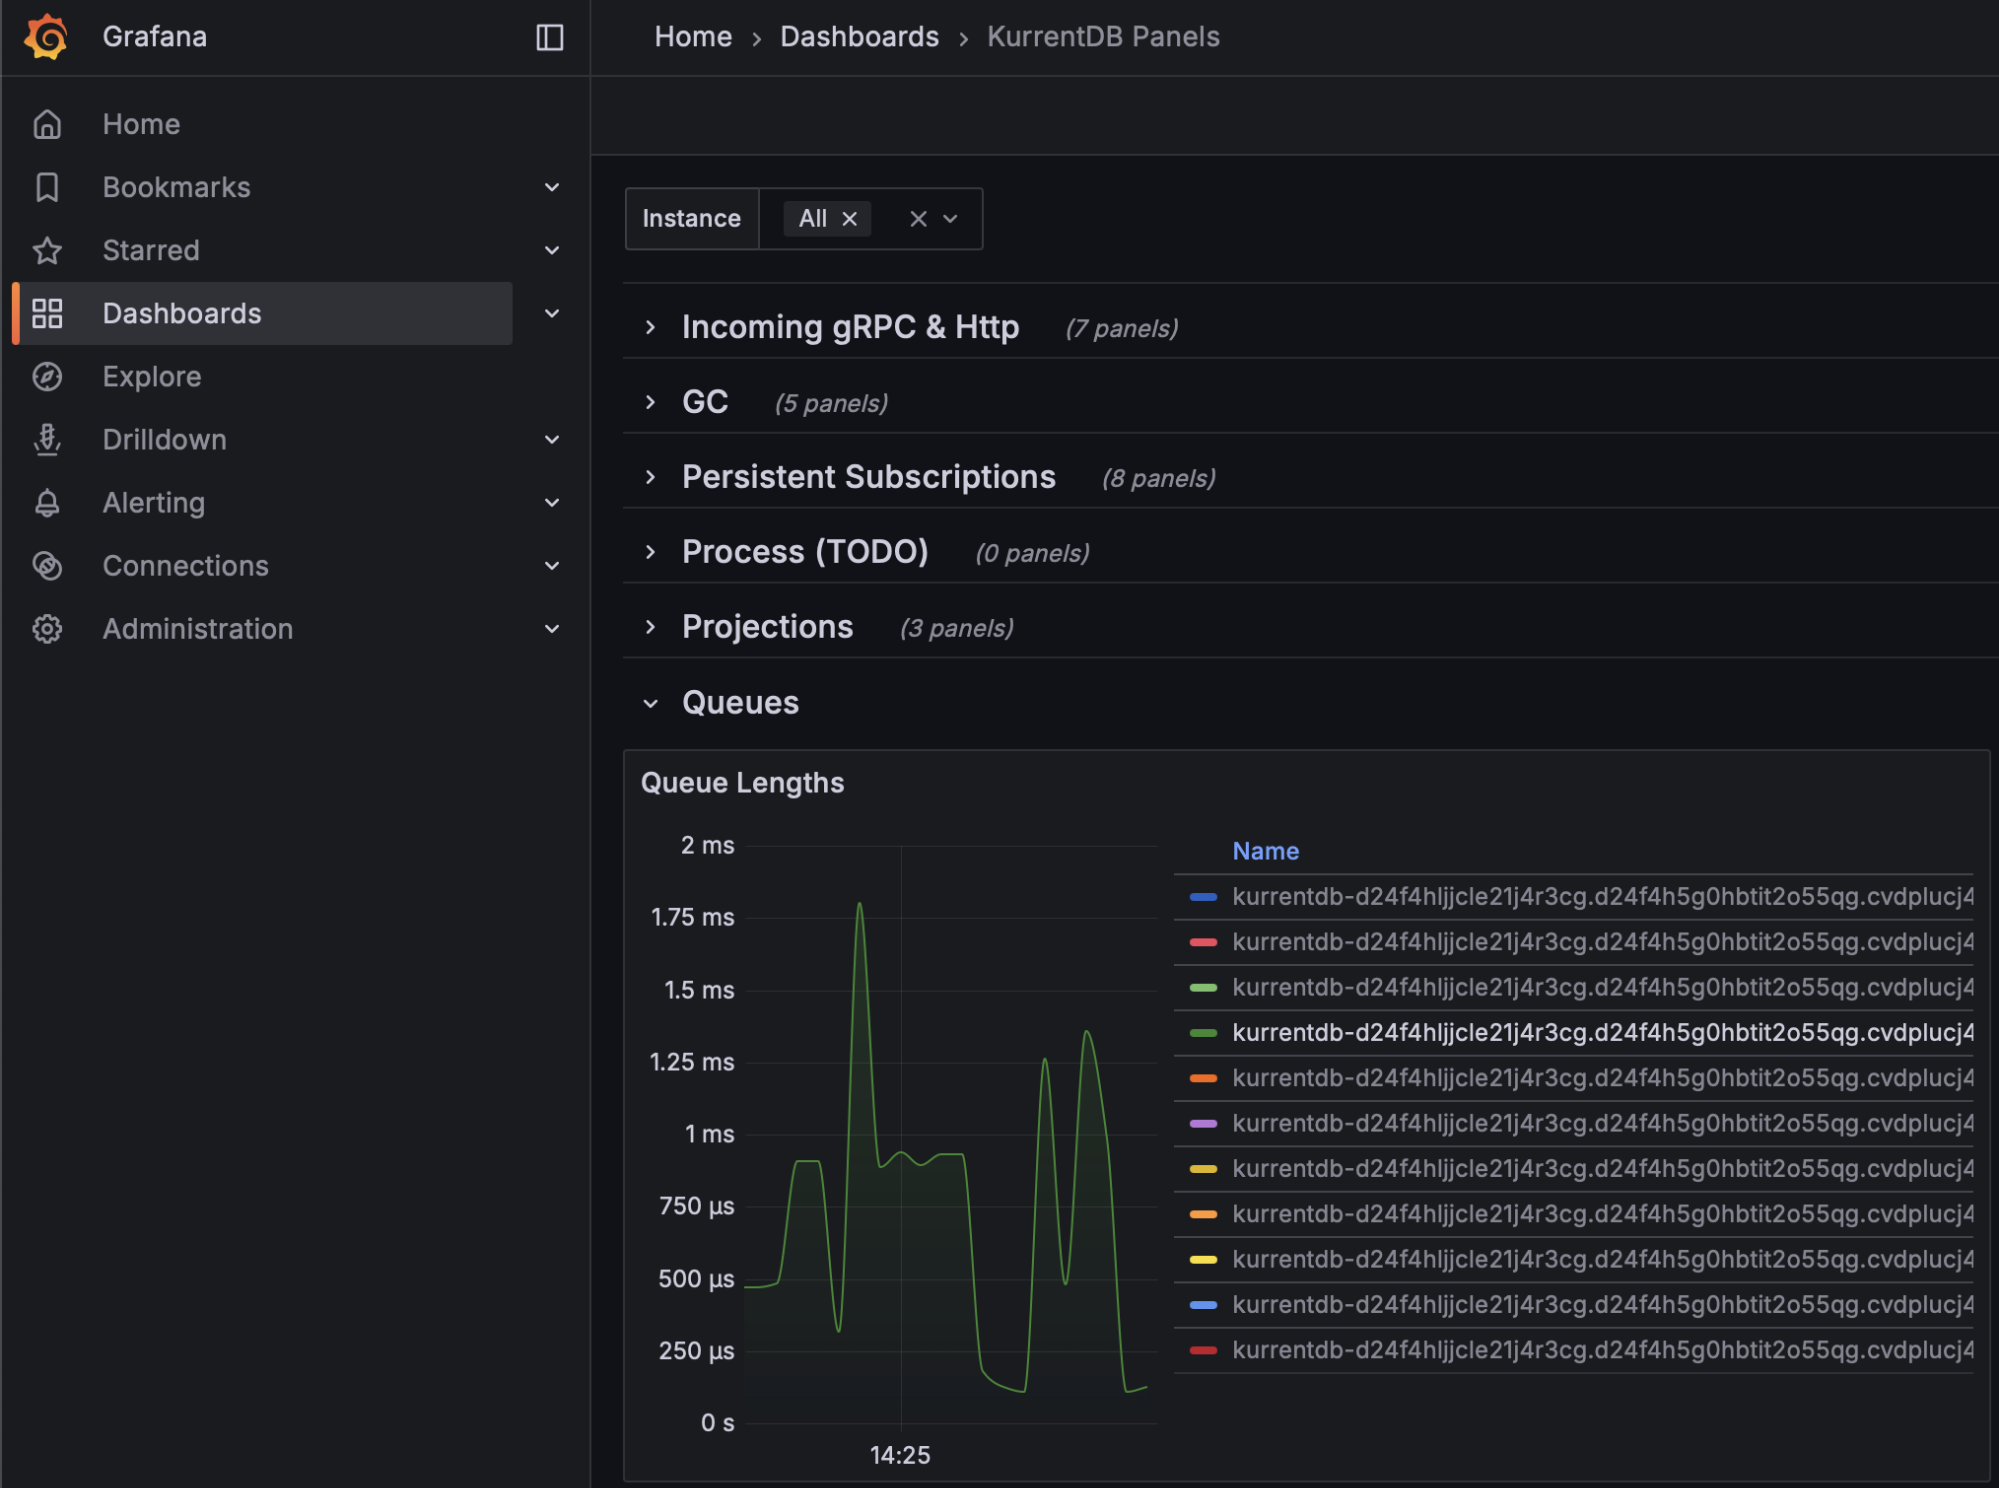 Grafana
Home › Dashboards › KurrentDB Panels
Home
Bookmarks
Starred
Dashboards
Explore
Drilldown
Alerting
Connections
Administration
Instance All
Incoming gRPC & Http (7 panels)
GC (5 panels)
Persistent Subscriptions (8 panels)
Process (TODO) (0 panels)
Projections (3 panels)
Queues
Queue Lengths
2 ms
1.75 ms
1.5 ms
1.25 ms
1 ms
750 µs
500 µs
250 µs
0 s
14:25
Name
kurrentdb-d24f4hljjcle21j4r3cg.d24f4h5g0hbtit2o55qg.cvdplucj4
kurrentdb-d24f4hljjcle21j4r3cg.d24f4h5g0hbtit2o55qg.cvdplucj4
kurrentdb-d24f4hljjcle21j4r3cg.d24f4h5g0hbtit2o55qg.cvdplucj4
kurrentdb-d24f4hljjcle21j4r3cg.d24f4h5g0hbtit2o55qg.cvdplucj4
kurrentdb-d24f4hljjcle21j4r3cg.d24f4h5g0hbtit2o55qg.cvdplucj4
kurrentdb-d24f4hljjcle21j4r3cg.d24f4h5g0hbtit2o55qg.cvdplucj4
kurrentdb-d24f4hljjcle21j4r3cg.d24f4h5g0hbtit2o55qg.cvdplucj4
kurrentdb-d24f4hljjcle21j4r3cg.d24f4h5g0hbtit2o55qg.cvdplucj4
kurrentdb-d24f4hljjcle21j4r3cg.d24f4h5g0hbtit2o55qg.cvdplucj4
kurrentdb-d24f4hljjcle21j4r3cg.d24f4h5g0hbtit2o55qg.cvdplucj4
kurrentdb-d24f4hljjcle21j4r3cg.d24f4h5g0hbtit2o55qg.cvdplucj4